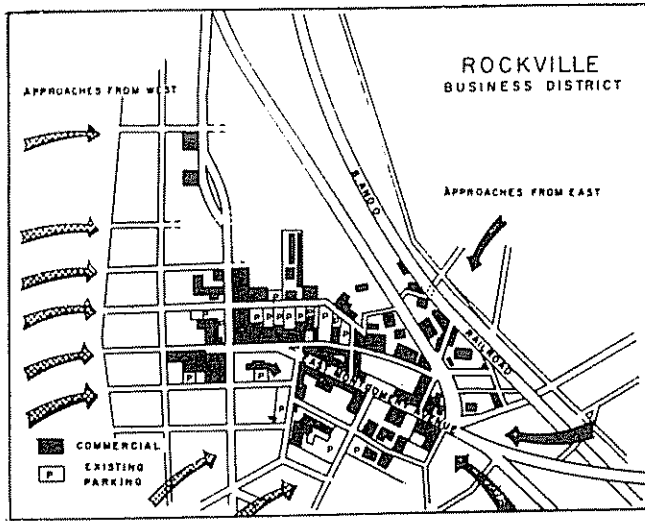 ROCKVILLE
BUSINESS DISTRICT
APPROACHES FROM WEST
B. AND O.
APPROACHES FROM EAST
RAILROAD
P
P
P
P
P
P
P
P
EAST MONTGOMERY AVENUE
P
P
P
P
P
P
COMMERCIAL
P EXISTING
PARKING